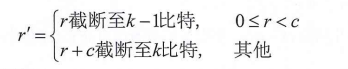 r′ = { r截断至k−1比特, 0≤r<c
r+c截断至k比特, 其他